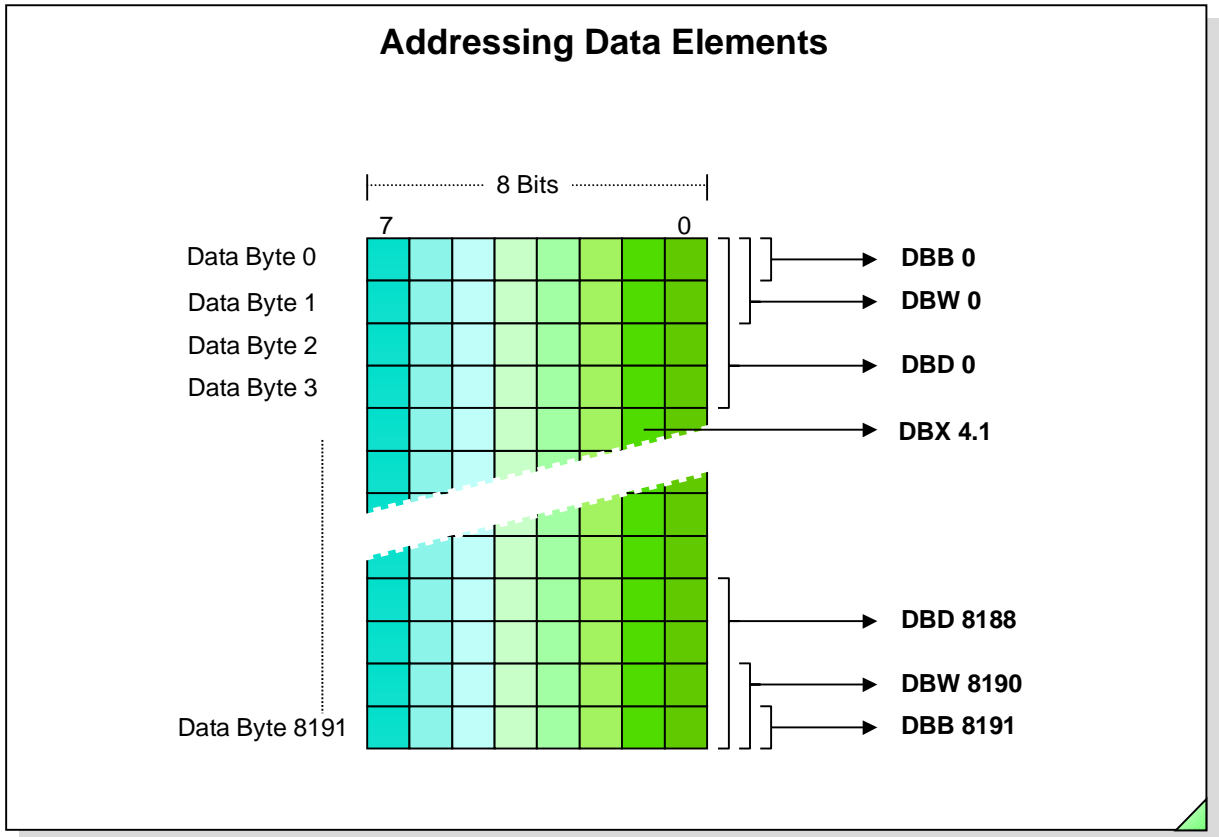 Addressing Data Elements
8 Bits
7 0
Data Byte 0 DBB 0
Data Byte 1 DBW 0
Data Byte 2
DBD 0
Data Byte 3
DBX 4.1
DBD 8188
DBW 8190
Data Byte 8191 DBB 8191